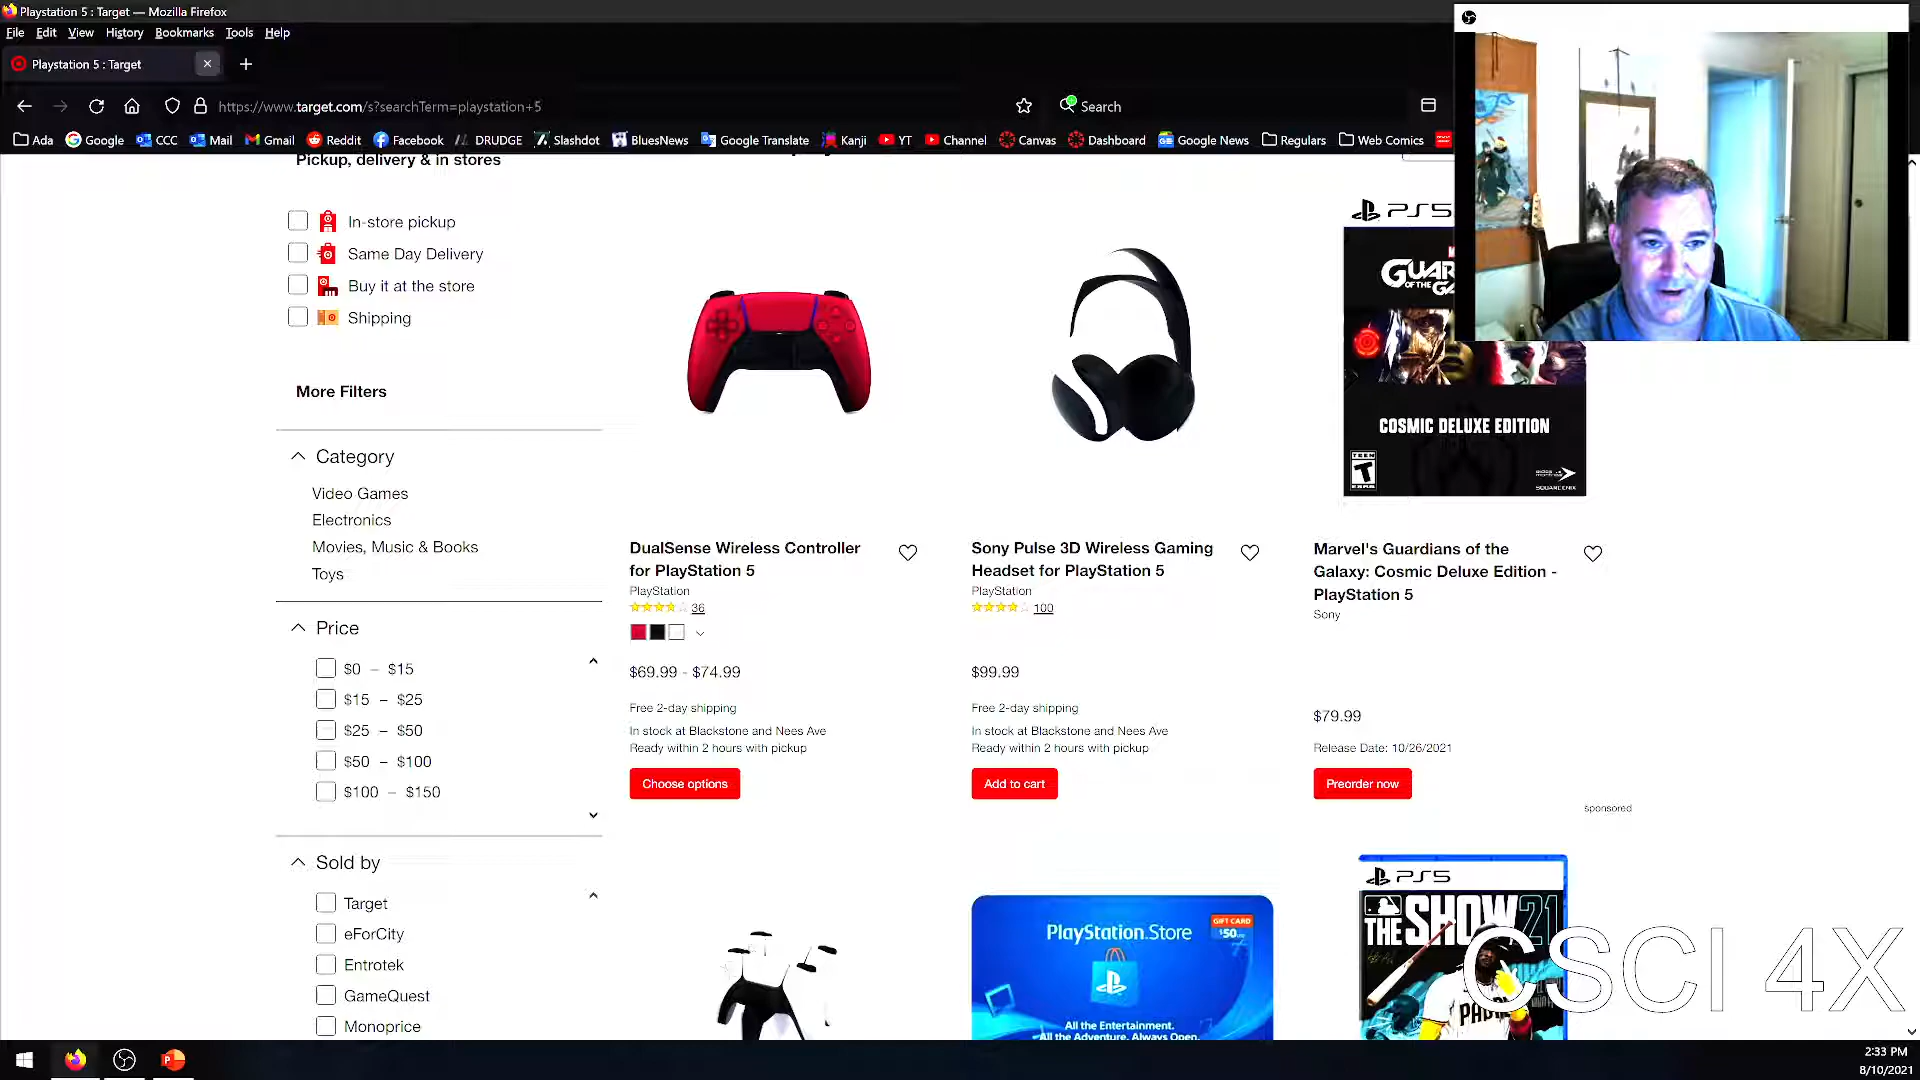 Playstation 5 : Target — Mozilla Firefox
File Edit View History Bookmarks Tools Help
Playstation 5 : Target
https://www.target.com/s?searchTerm=playstation+5
Search
Ada Google CCC Mail Gmail Reddit Facebook DRUDGE Slashdot BluesNews Google Translate Kanji YT Channel Canvas Dashboard Google News Regulars Web Comics
Pickup, delivery & in stores
In-store pickup
Same Day Delivery
Buy it at the store
Shipping
More Filters
Category
Video Games
Electronics
Movies, Music & Books
Toys
Price
$0 – $15
$15 – $25
$25 – $50
$50 – $100
$100 – $150
Sold by
Target
eForCity
Entrotek
GameQuest
Monoprice
DualSense Wireless Controller
for PlayStation 5
PlayStation
36
$69.99 - $74.99
Free 2-day shipping
In stock at Blackstone and Nees Ave
Ready within 2 hours with pickup
Choose options
Sony Pulse 3D Wireless Gaming
Headset for PlayStation 5
PlayStation
100
$99.99
Free 2-day shipping
In stock at Blackstone and Nees Ave
Ready within 2 hours with pickup
Add to cart
PS5
COSMIC DELUXE EDITION
TEEN
T
SQUARE ENIX
Marvel's Guardians of the
Galaxy: Cosmic Deluxe Edition -
PlayStation 5
Sony
$79.99
Release Date: 10/26/2021
Preorder now
sponsored
PlayStation.Store
GIFT CARD
$50
All the Entertainment.
All the Adventure. Always Open.
PS5
THE SHOW 21
CSCI 4X
2:33 PM
8/10/2021